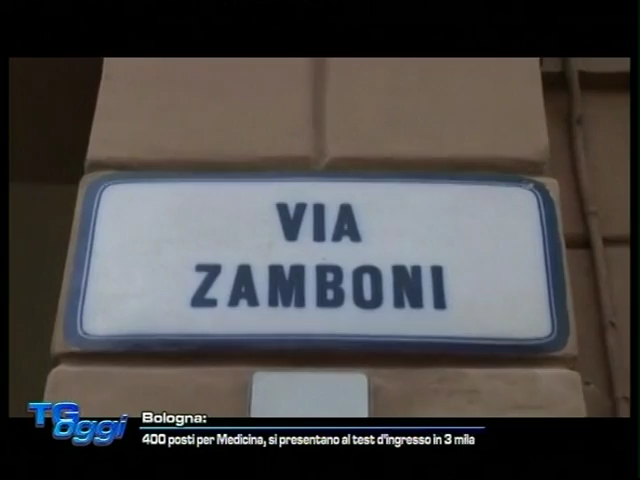 VIA
ZAMBONI
TG oggi
Bologna:
400 posti per Medicina, si presentano al test d'ingresso in 3 mila